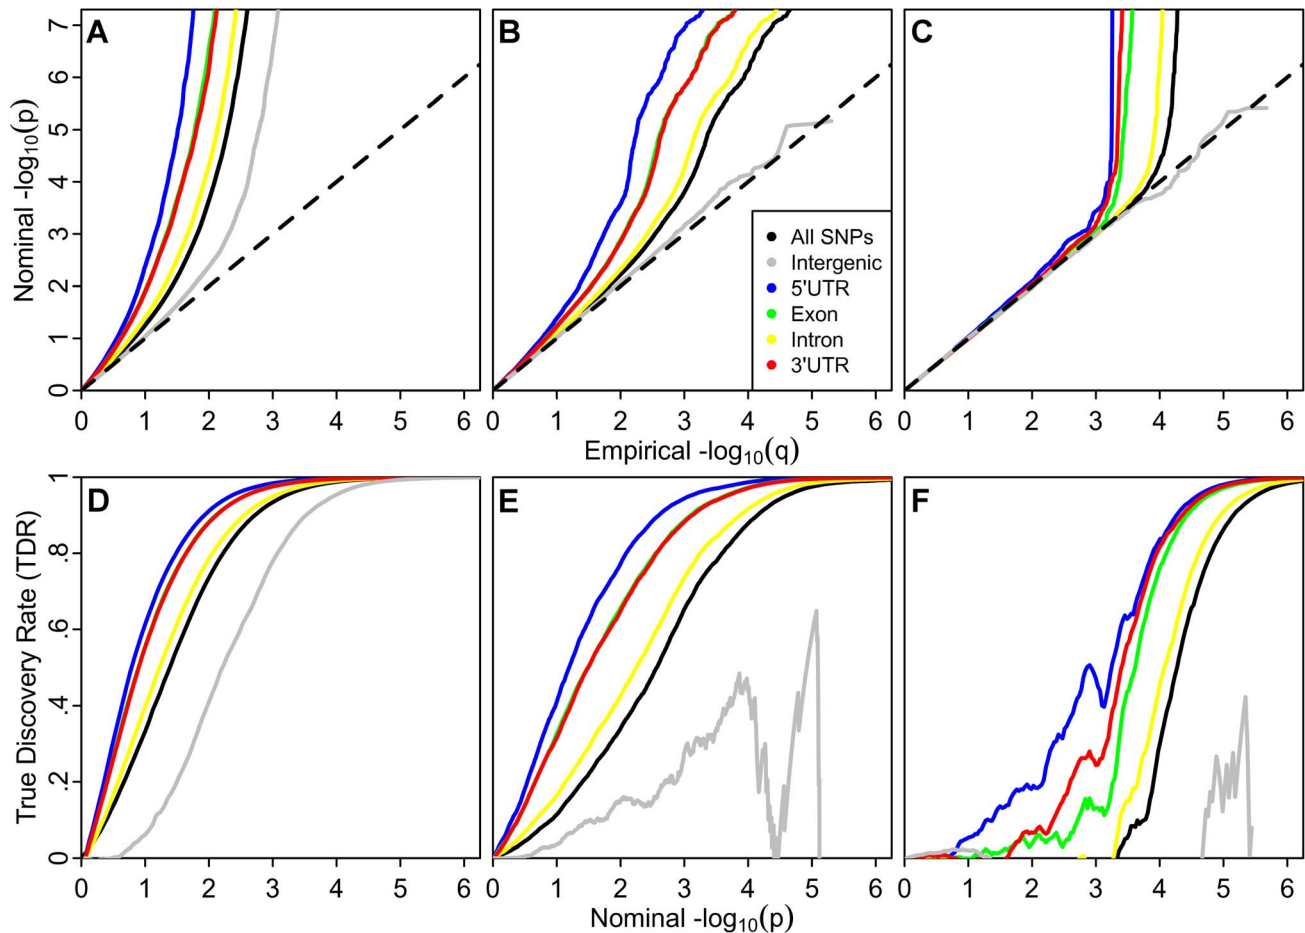 A
B
C
Nominal -log10(p)
7
6
5
4
3
2
1
0
0 1 2 3 4 5 6
0 1 2 3 4 5 6
0 1 2 3 4 5 6
All SNPs
Intergenic
5'UTR
Exon
Intron
3'UTR
Empirical -log10(q)
D
E
F
True Discovery Rate (TDR)
1
.8
.6
.4
.2
0
0 1 2 3 4 5 6
0 1 2 3 4 5 6
0 1 2 3 4 5 6
Nominal -log10(p)